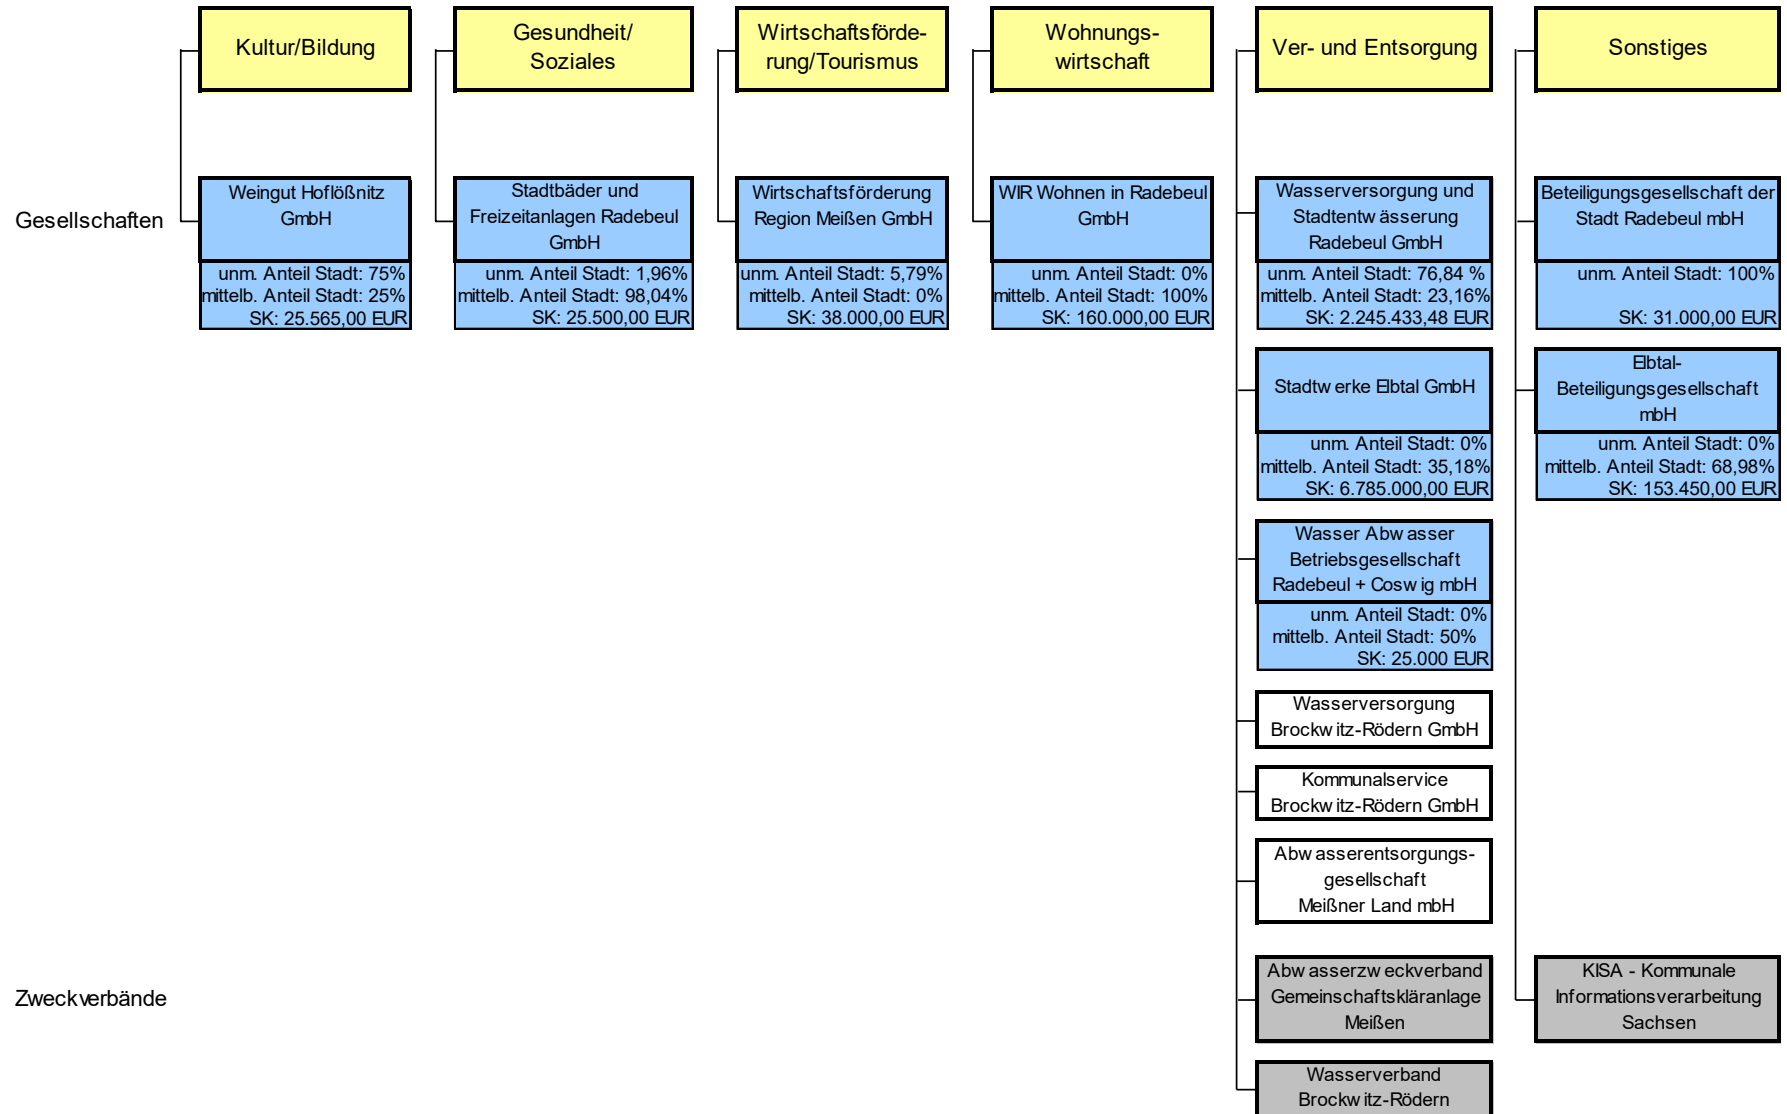 Kultur/Bildung
Gesundheit/
Soziales
Wirtschaftsförde-
rung/Tourismus
Wohnungs-
wirtschaft
Ver- und Entsorgung
Sonstiges
Gesellschaften
Weingut Hoflößnitz
GmbH
unm. Anteil Stadt: 75%
mittelb. Anteil Stadt: 25%
SK: 25.565,00 EUR
Stadtbäder und
Freizeitanlagen Radebeul
GmbH
unm. Anteil Stadt: 1,96%
mittelb. Anteil Stadt: 98,04%
SK: 25.500,00 EUR
Wirtschaftsförderung
Region Meißen GmbH
unm. Anteil Stadt: 5,79%
mittelb. Anteil Stadt: 0%
SK: 38.000,00 EUR
WIR Wohnen in Radebeul
GmbH
unm. Anteil Stadt: 0%
mittelb. Anteil Stadt: 100%
SK: 160.000,00 EUR
Wasserversorgung und
Stadtentwässerung
Radebeul GmbH
unm. Anteil Stadt: 76,84 %
mittelb. Anteil Stadt: 23,16%
SK: 2.245.433,48 EUR
Stadtwerke Elbtal GmbH
unm. Anteil Stadt: 0%
mittelb. Anteil Stadt: 35,18%
SK: 6.785.000,00 EUR
Wasser Abwasser
Betriebsgesellschaft
Radebeul + Coswig mbH
unm. Anteil Stadt: 0%
mittelb. Anteil Stadt: 50%
SK: 25.000 EUR
Wasserversorgung
Brockwitz-Rödern GmbH
Kommunalservice
Brockwitz-Rödern GmbH
Abwasserentsorgungs-
gesellschaft
Meißner Land mbH
Beteiligungsgesellschaft der
Stadt Radebeul mbH
unm. Anteil Stadt: 100%
SK: 31.000,00 EUR
Elbtal-
Beteiligungsgesellschaft
mbH
unm. Anteil Stadt: 0%
mittelb. Anteil Stadt: 68,98%
SK: 153.450,00 EUR
Zweckverbände
Abwasserzweckverband
Gemeinschaftskläranlage
Meißen
Wasserverband
Brockwitz-Rödern
KISA - Kommunale
Informationsverarbeitung
Sachsen